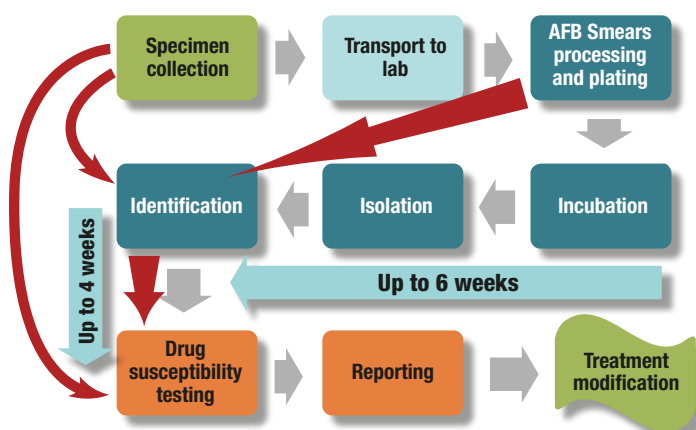 Specimen
collection
Transport to
lab
AFB Smears
processing
and plating
Identification
Isolation
Incubation
Up to 4 weeks
Up to 6 weeks
Drug
susceptibility
testing
Reporting
Treatment
modification